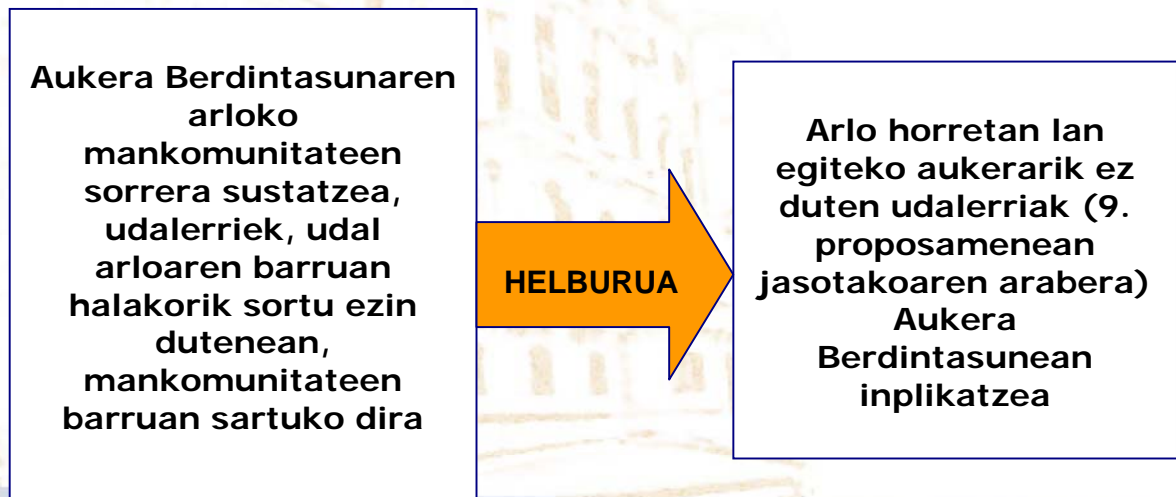 Aukera Berdintasunaren
arloko
mankomunitateen
sorrera sustatzea,
udalerriek, udal
arloaren barruan
halakorik sortu ezin
dutenean,
mankomunitateen
barruan sartuko dira
HELBURUA
Arlo horretan lan
egiteko aukerarik ez
duten udalerriak (9.
proposamenean
jasotakoaren arabera)
Aukera
Berdintasunean
inplikatzea